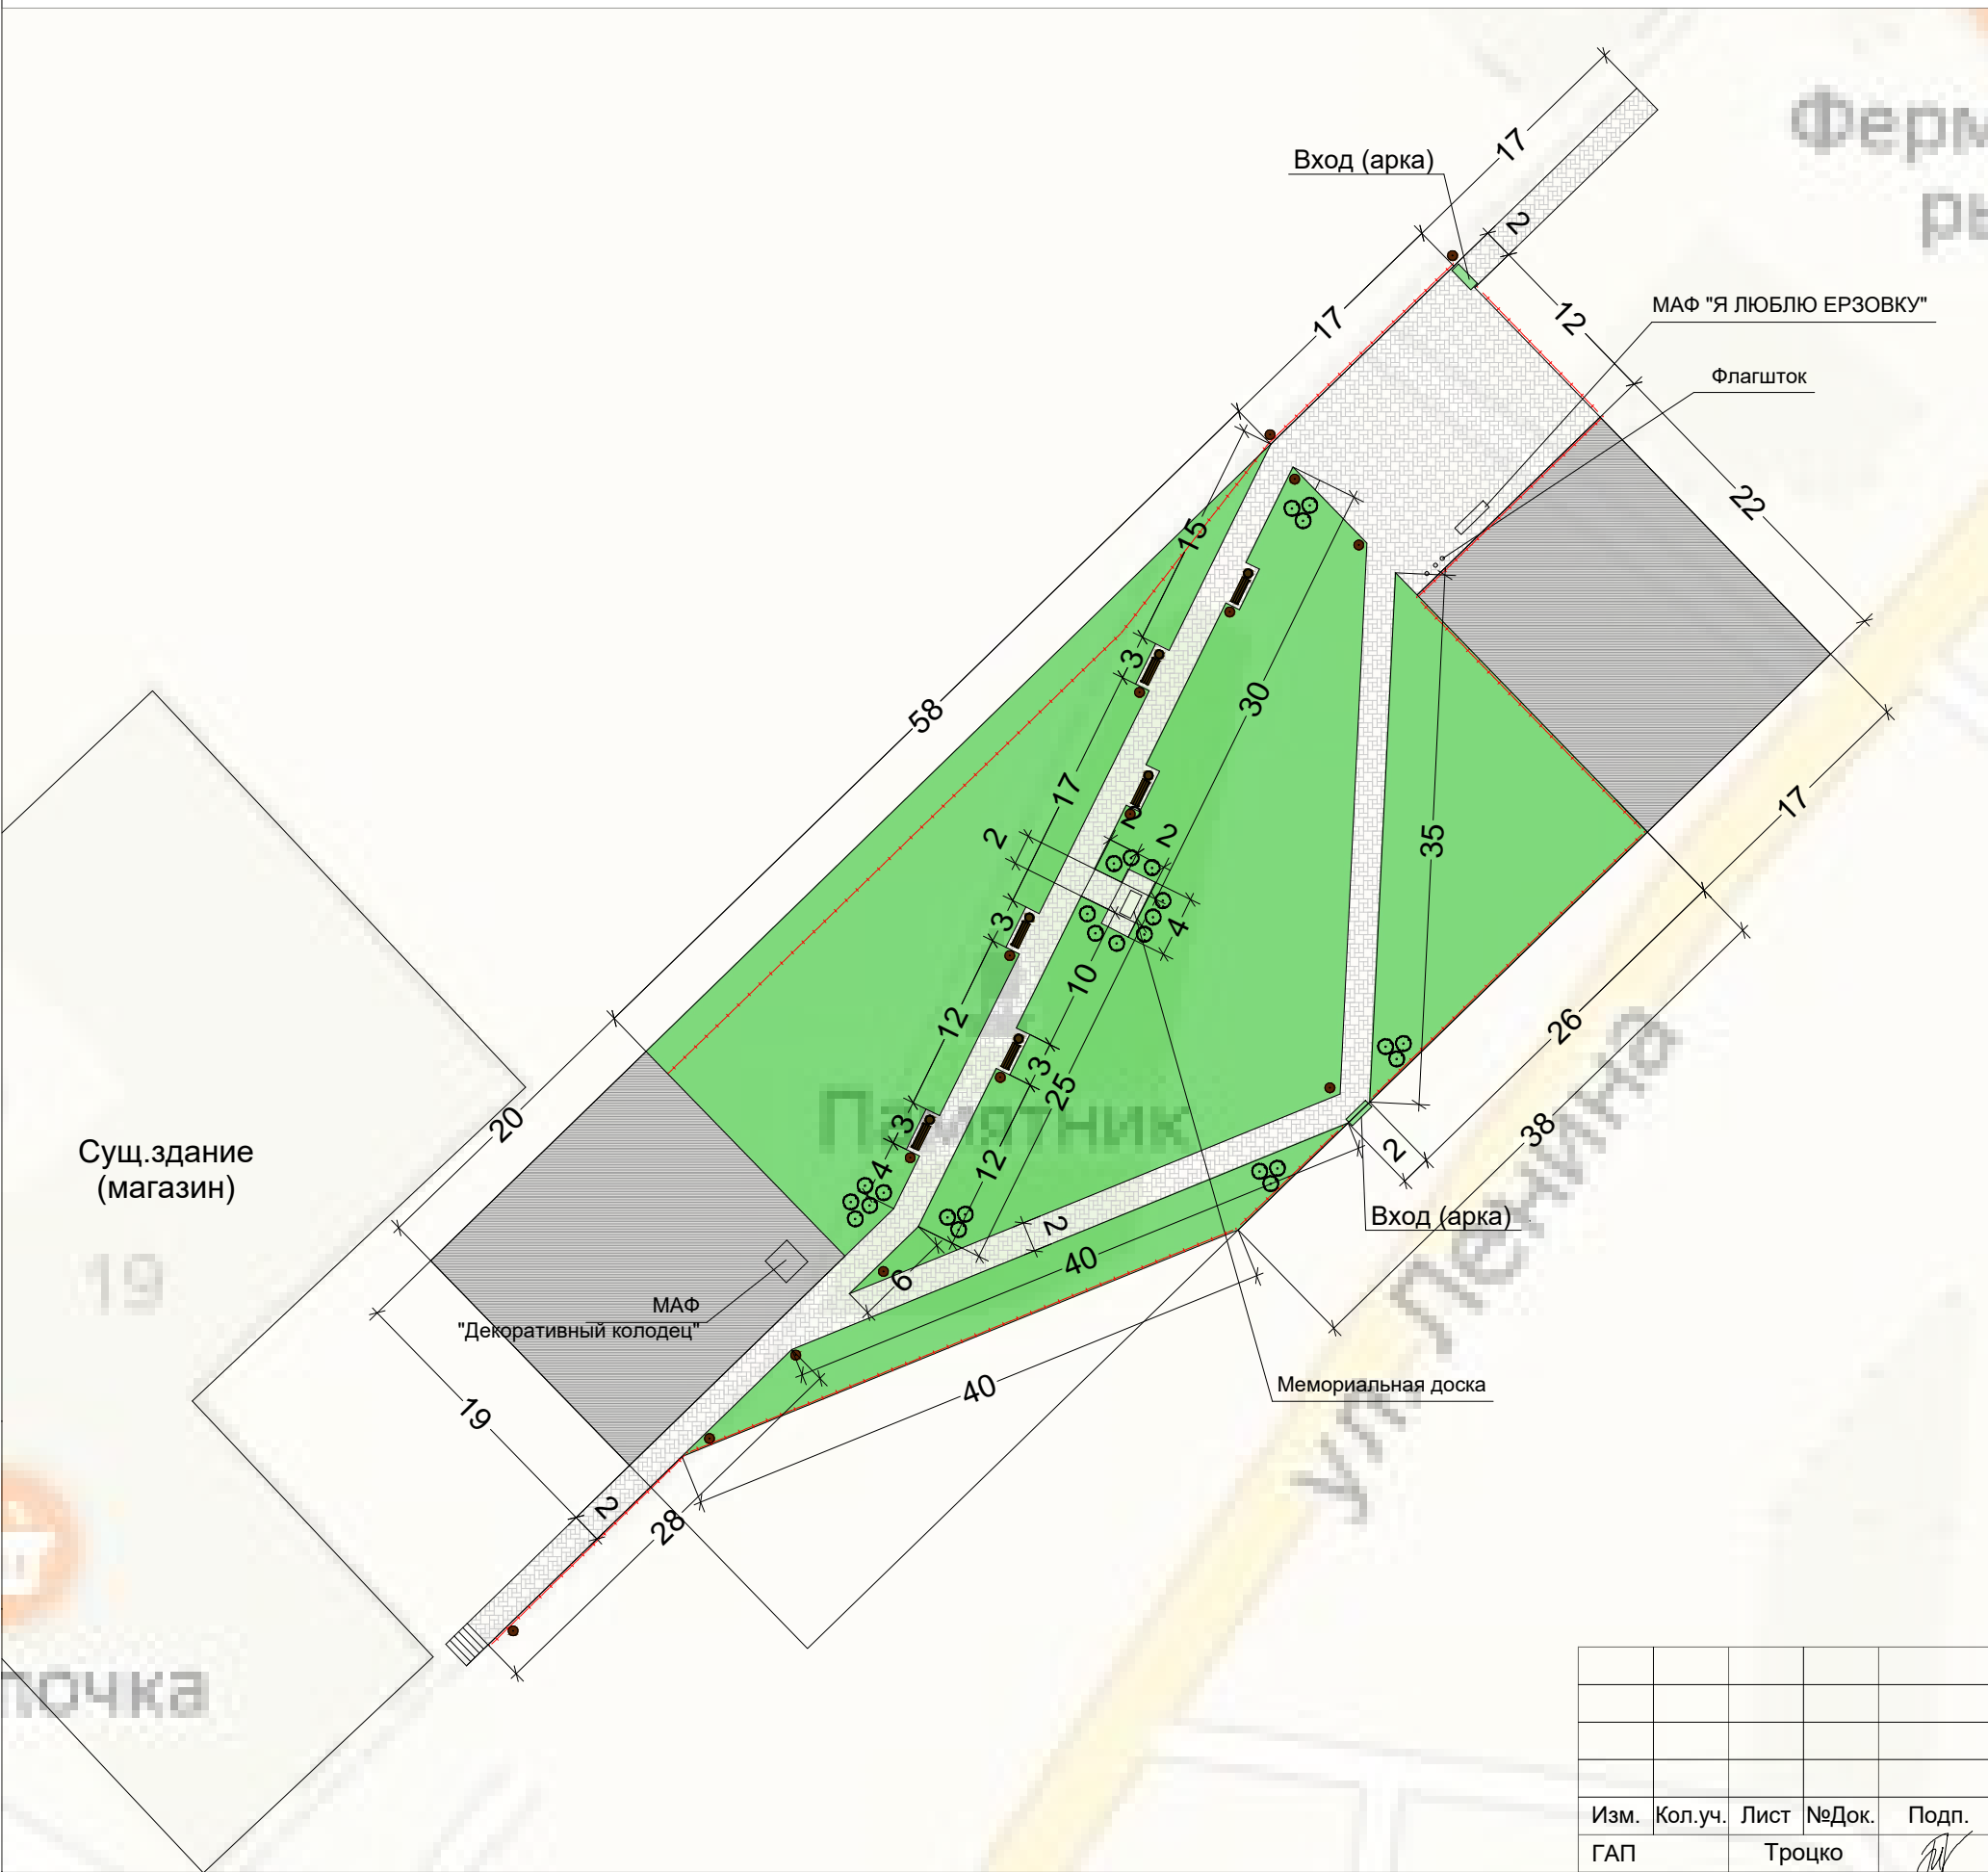 17
Вход (арка)
Ферм
ры
2
МАФ "Я ЛЮБЛЮ ЕРЗОВКУ"
12
17
Флагшток
22
15
3
30
58
17
17
2
2
2
35
3
4
10
12
26
3
25
Памятник
3
20
38
Сущ.здание
(магазин)
4
12
2
Вход (арка)
2
40
19
6
МАФ
"Декоративный колодец"
ул. Ленина
40
Мемориальная доска
19
2
28
почка
Изм. Кол.уч. Лист №Док. Подп.
ГАП Троцко